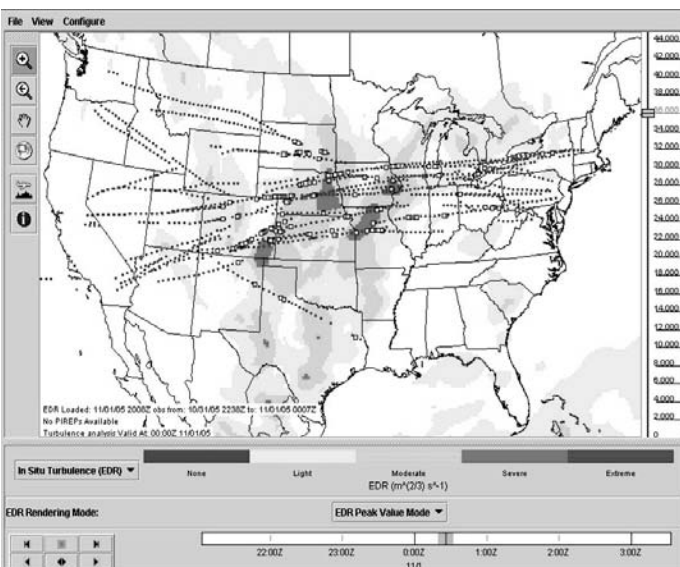 File View Configure
44,000
42,000
40,000
38,000
36,000
34,000
32,000
30,000
28,000
26,000
24,000
22,000
20,000
18,000
16,000
14,000
12,000
10,000
8,000
6,000
4,000
2,000
0
EDR Loaded: 11/01/05 2008Z obs from: 10/31/05 2238Z to: 11/01/05 0007Z
No PIREPs Available
Turbulence analysis Valid At: 00:00Z 11/01/05
In Situ Turbulence (EDR)
None Light Moderate Severe Extreme
EDR (m^(2/3) s^-1)
EDR Rendering Mode: EDR Peak Value Mode
22:00Z 23:00Z 0:00Z 1:00Z 2:00Z 3:00Z
11/1